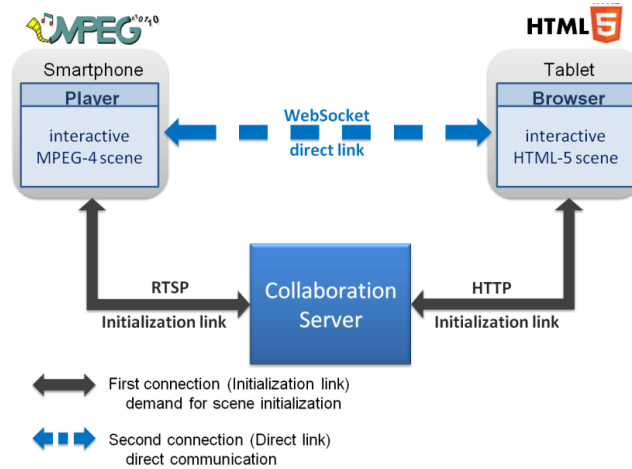 MPEG
HTML
5
Smartphone
Player
interactive
MPEG-4 scene
Tablet
Browser
interactive
HTML-5 scene
WebSocket
direct link
RTSP
Initialization link
Collaboration
Server
HTTP
Initialization link
First connection (Initialization link)
demand for scene initialization
Second connection (Direct link)
direct communication